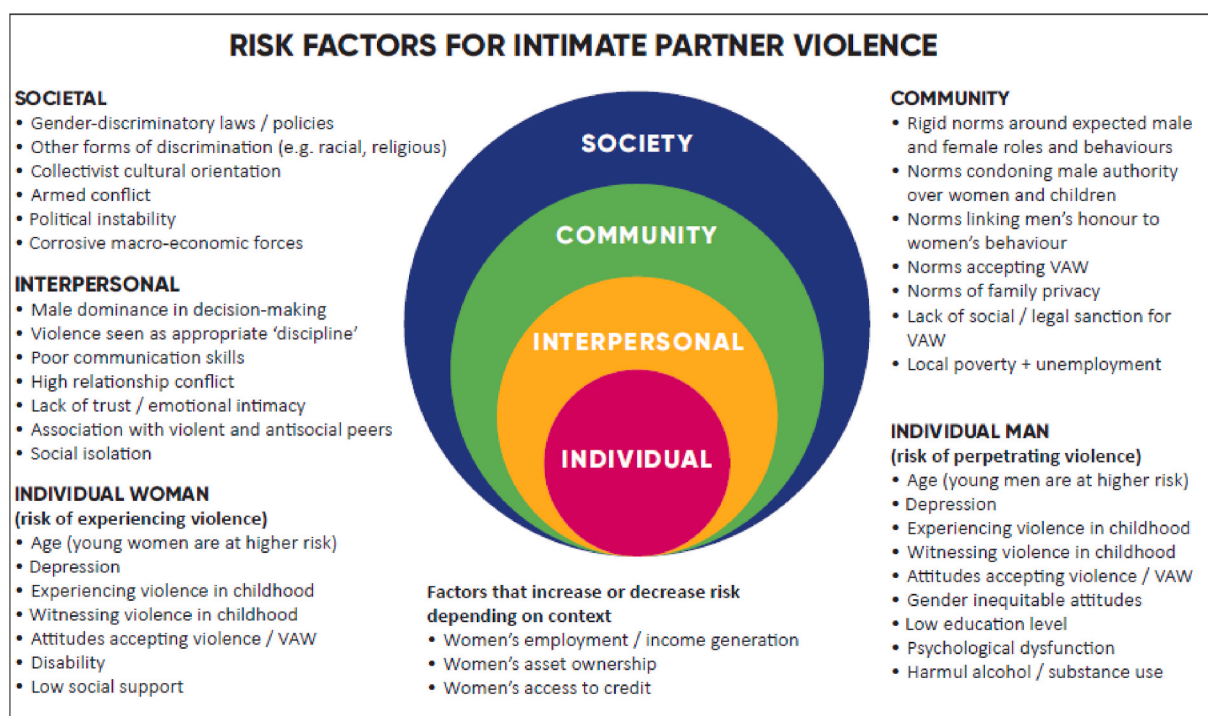 RISK FACTORS FOR INTIMATE PARTNER VIOLENCE
SOCIETAL
• Gender-discriminatory laws / policies
• Other forms of discrimination (e.g. racial, religious)
• Collectivist cultural orientation
• Armed conflict
• Political instability
• Corrosive macro-economic forces
INTERPERSONAL
• Male dominance in decision-making
• Violence seen as appropriate ‘discipline’
• Poor communication skills
• High relationship conflict
• Lack of trust / emotional intimacy
• Association with violent and antisocial peers
• Social isolation
INDIVIDUAL WOMAN
(risk of experiencing violence)
• Age (young women are at higher risk)
• Depression
• Experiencing violence in childhood
• Witnessing violence in childhood
• Attitudes accepting violence / VAW
• Disability
• Low social support
SOCIETY
COMMUNITY
INTERPERSONAL
INDIVIDUAL
Factors that increase or decrease risk
depending on context
• Women’s employment / income generation
• Women’s asset ownership
• Women’s access to credit
COMMUNITY
• Rigid norms around expected male
and female roles and behaviours
• Norms condoning male authority
over women and children
• Norms linking men’s honour to
women’s behaviour
• Norms accepting VAW
• Norms of family privacy
• Lack of social / legal sanction for
VAW
• Local poverty + unemployment
INDIVIDUAL MAN
(risk of perpetrating violence)
• Age (young men are at higher risk)
• Depression
• Experiencing violence in childhood
• Witnessing violence in childhood
• Attitudes accepting violence / VAW
• Gender inequitable attitudes
• Low education level
• Psychological dysfunction
• Harmul alcohol / substance use